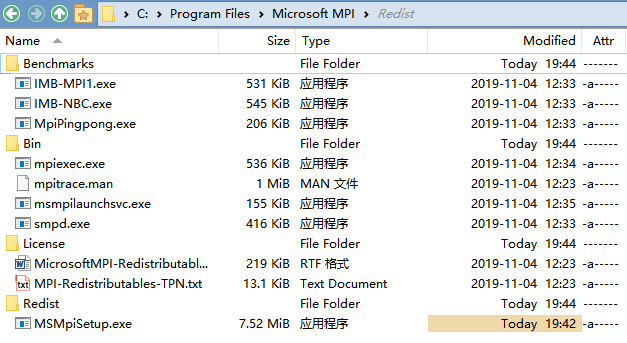 C: Program Files Microsoft MPI Redist
Name Size Type Modified Attr
Benchmarks File Folder Today 19:44 -------
IMB-MPI1.exe 531 KiB 应用程序 2019-11-04 12:33 -a-----
IMB-NBC.exe 545 KiB 应用程序 2019-11-04 12:33 -a-----
MpiPingpong.exe 206 KiB 应用程序 2019-11-04 12:33 -a-----
Bin File Folder Today 19:44 -------
mpiexec.exe 536 KiB 应用程序 2019-11-04 12:34 -a-----
mpitrace.man 1 MiB MAN 文件 2019-11-04 12:23 -a-----
msmpilaunchsvc.exe 155 KiB 应用程序 2019-11-04 12:35 -a-----
smpd.exe 416 KiB 应用程序 2019-11-04 12:33 -a-----
License File Folder Today 19:44 -------
MicrosoftMPI-Redistributabl... 219 KiB RTF 格式 2019-11-04 12:23 -a-----
txt MPI-Redistributables-TPN.txt 13.1 KiB Text Document 2019-11-04 12:23 -a-----
Redist File Folder Today 19:44 -------
MSMpiSetup.exe 7.52 MiB 应用程序 Today 19:42 -a-----